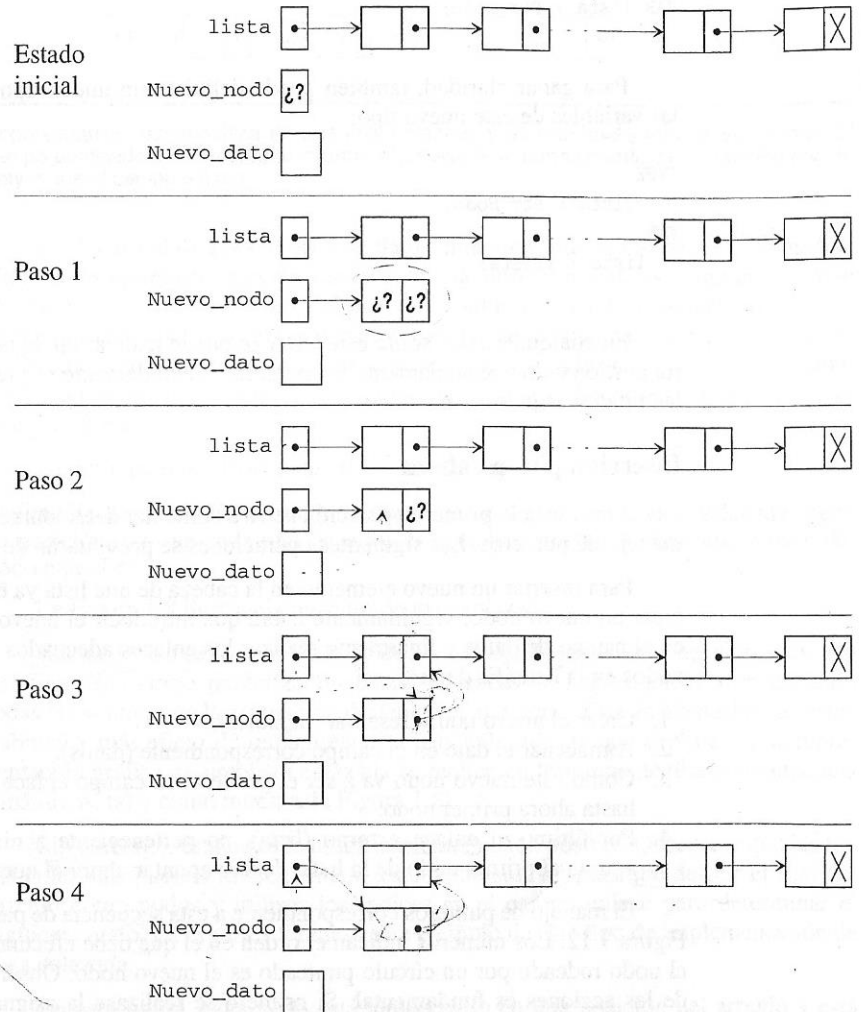 lista
Estado
inicial
Nuevo_nodo ¿?
Nuevo_dato
lista
Paso 1
Nuevo_nodo ¿? ¿?
Nuevo_dato
lista
Paso 2
Nuevo_nodo ¿?
Nuevo_dato
lista
Paso 3
Nuevo_nodo
Nuevo_dato
lista
Paso 4
Nuevo_nodo
Nuevo_dato